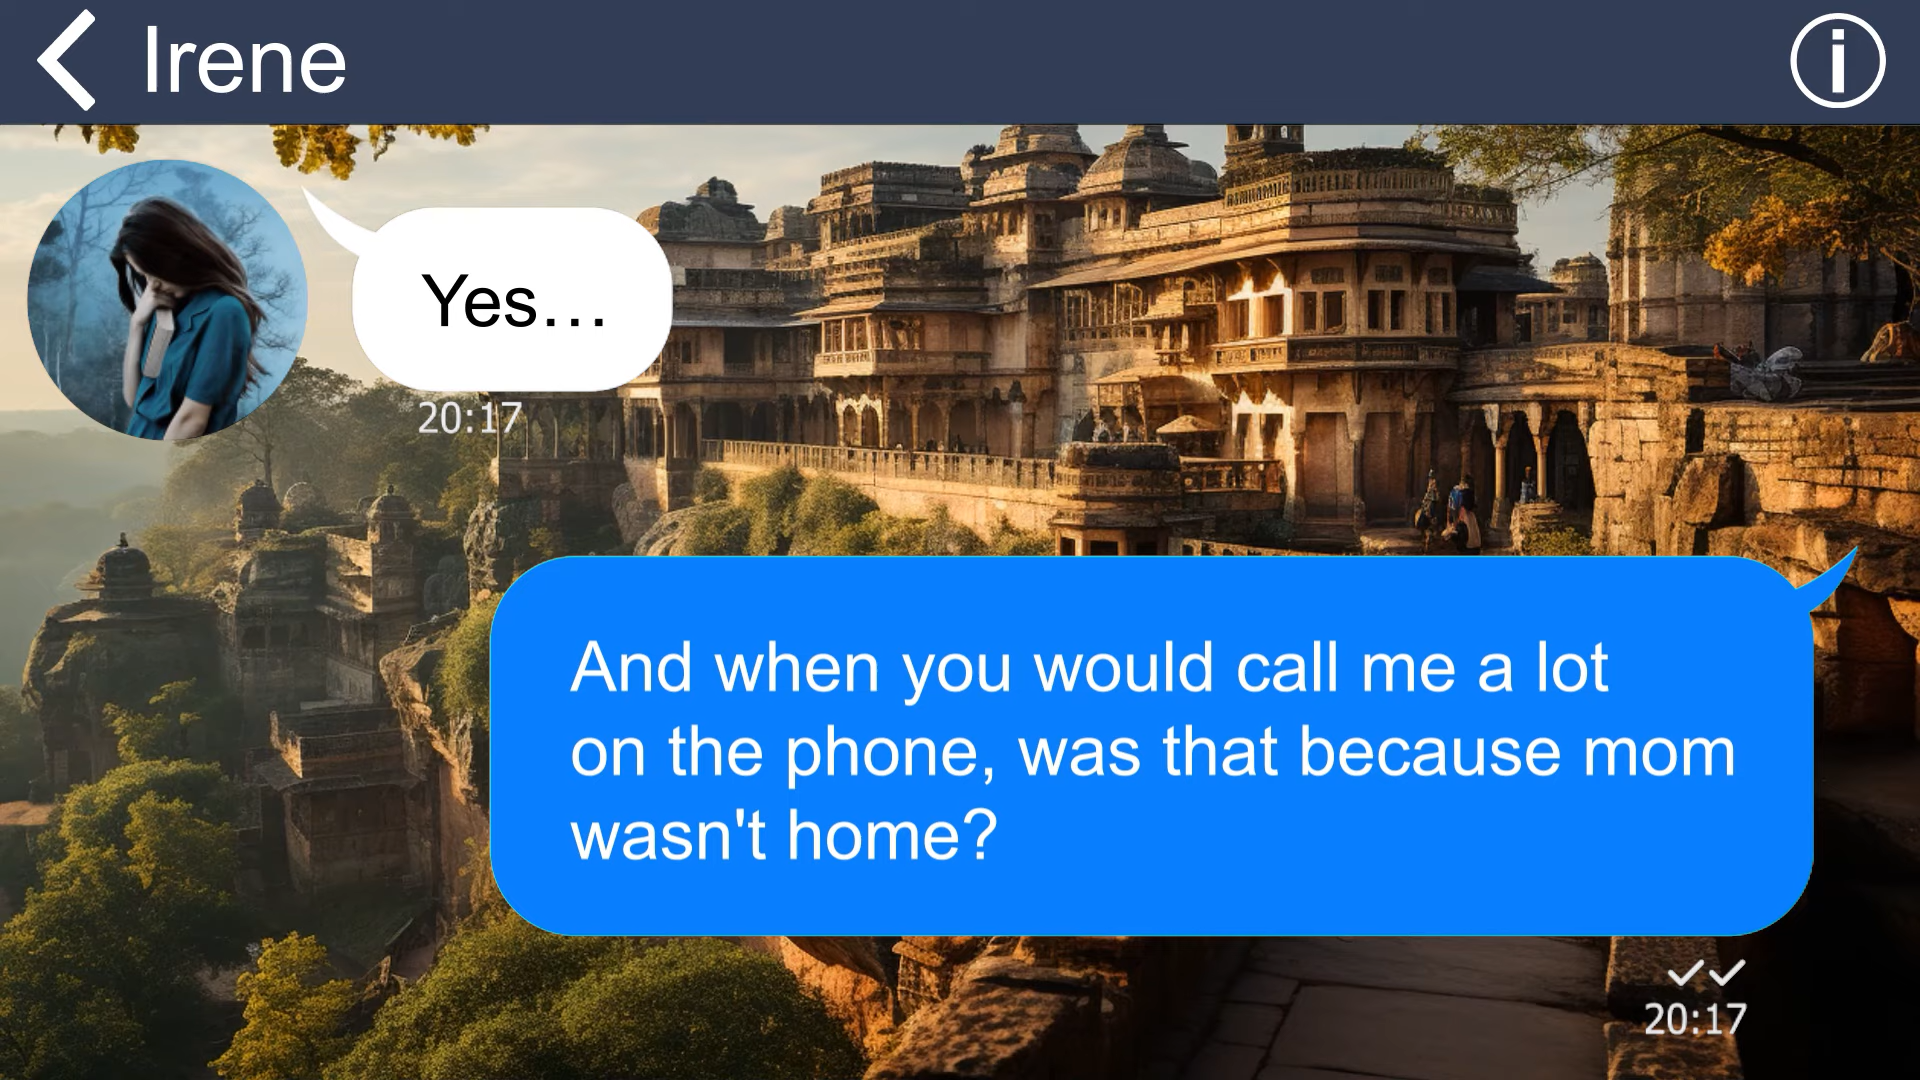 Irene
Yes...
20:17
And when you would call me a lot
on the phone, was that because mom
wasn't home?
20:17